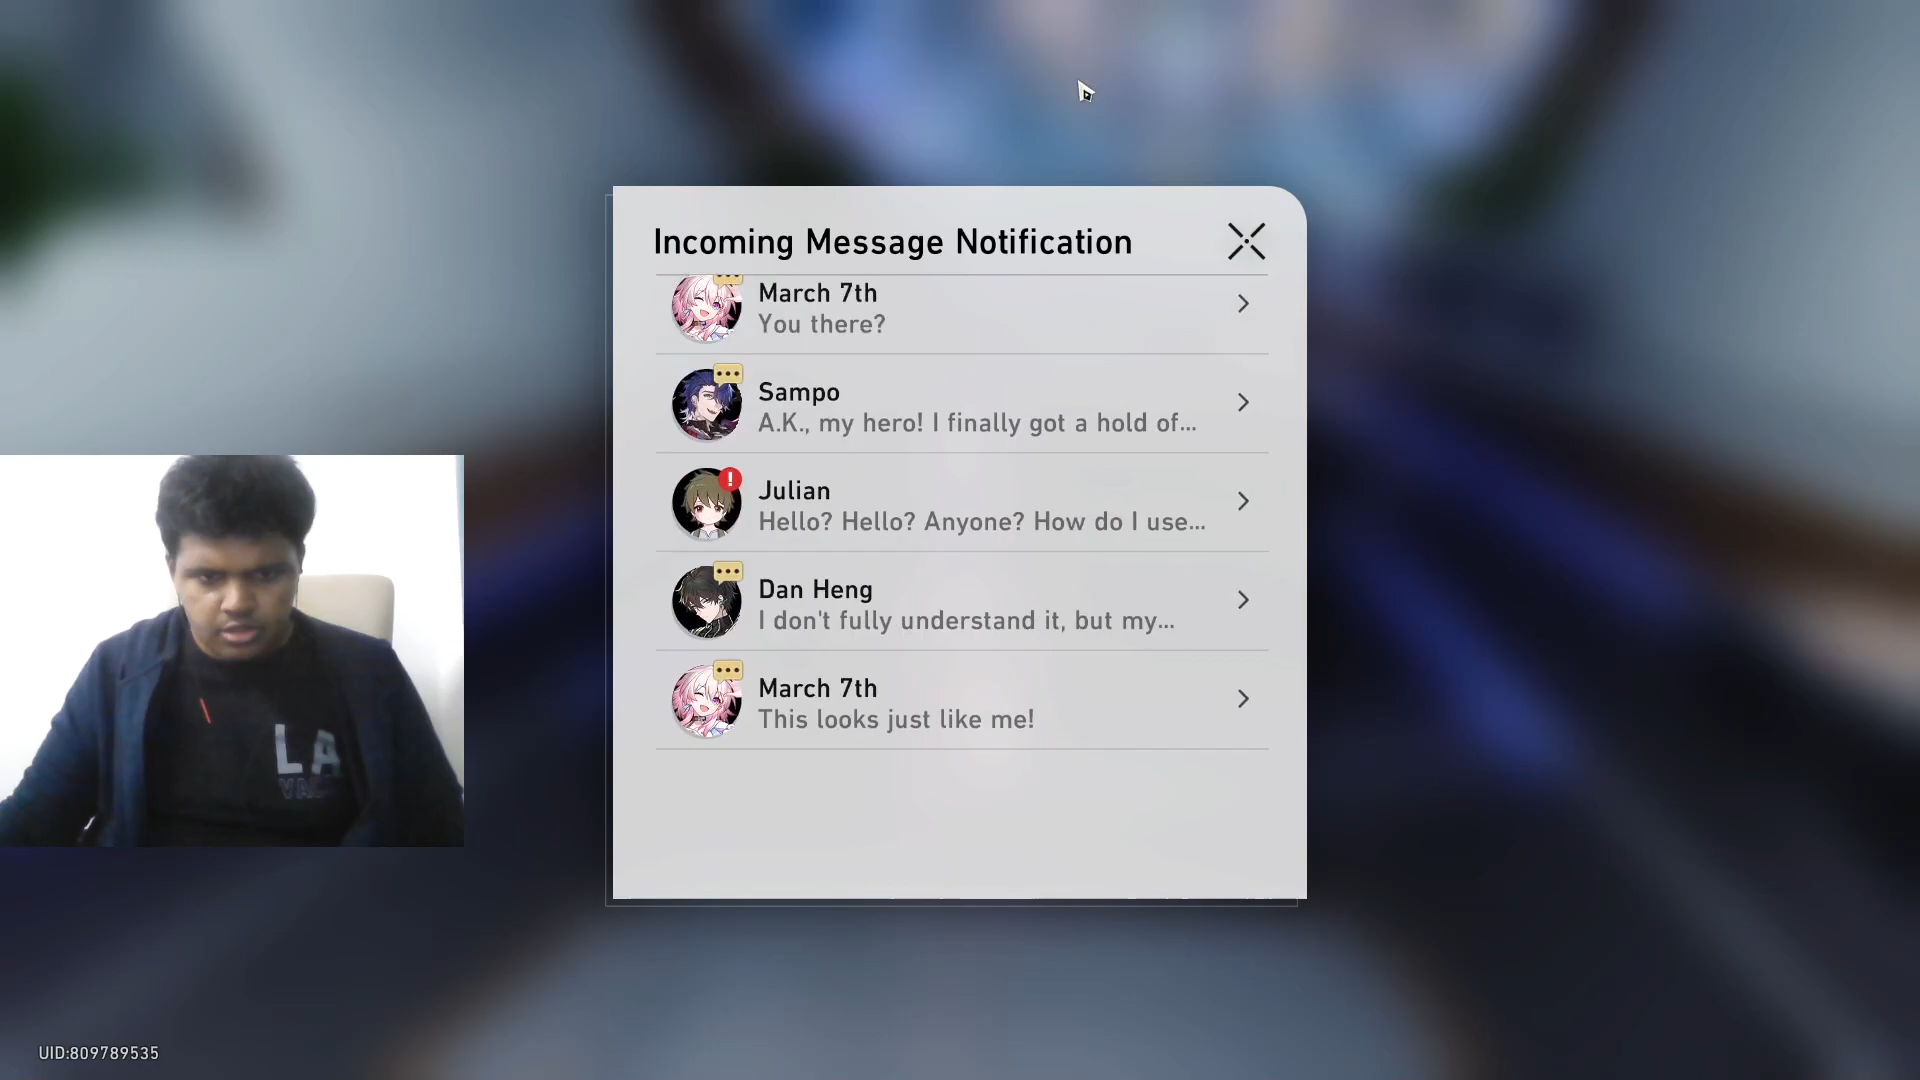 Incoming Message Notification
March 7th
You there?
Sampo
A.K., my hero! I finally got a hold of...
Julian
Hello? Hello? Anyone? How do I use...
Dan Heng
I don't fully understand it, but my...
March 7th
This looks just like me!
LA
UID:809789535